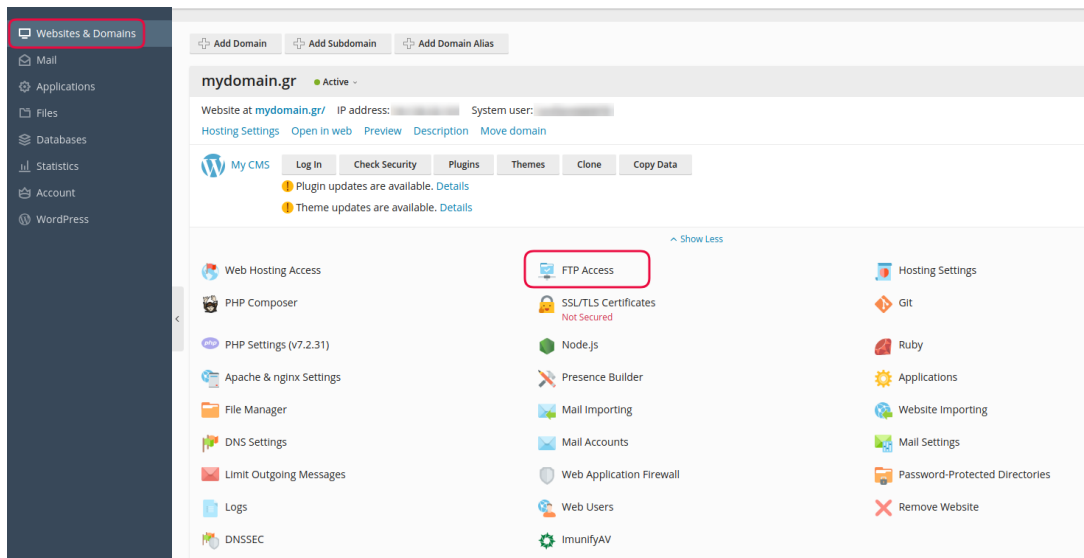 Websites & Domains
Mail
Applications
Files
Databases
Statistics
Account
WordPress
Add Domain Add Subdomain Add Domain Alias
mydomain.gr Active
Website at mydomain.gr/ IP address: System user:
Hosting Settings Open in web Preview Description Move domain
My CMS Log In Check Security Plugins Themes Clone Copy Data
Plugin updates are available. Details
Theme updates are available. Details
Show Less
Web Hosting Access FTP Access Hosting Settings
PHP Composer SSL/TLS Certificates Git
Not Secured
php PHP Settings (v7.2.31) Node.js Ruby
Apache & nginx Settings Presence Builder Applications
File Manager Mail Importing Website Importing
DNS Settings Mail Accounts Mail Settings
Limit Outgoing Messages Web Application Firewall Password-Protected Directories
Logs Web Users Remove Website
DNSSEC ImunifyAV